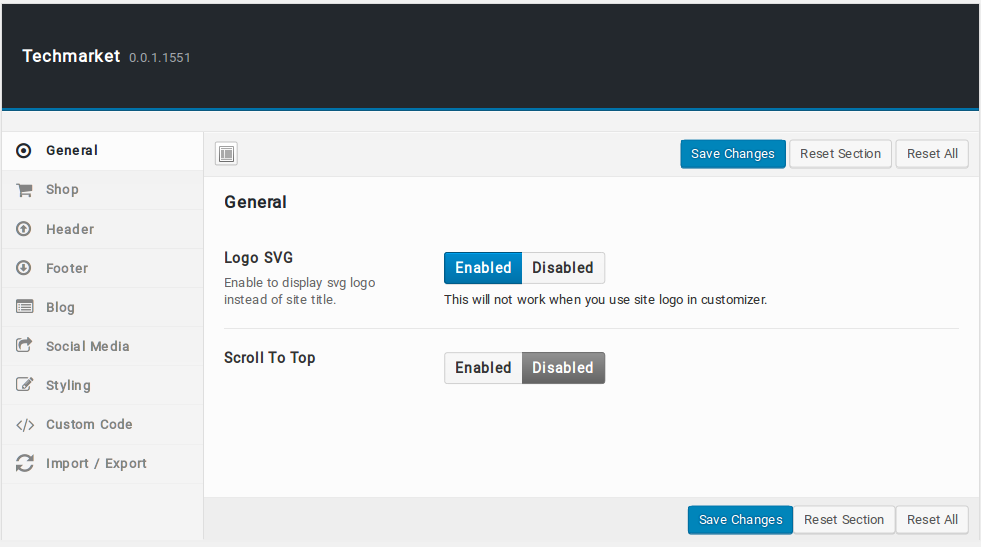 Techmarket 0.0.1.1551
General
Shop
Header
Footer
Blog
Social Media
Styling
Custom Code
Import / Export
Save Changes Reset Section Reset All
General
Logo SVG
Enable to display svg logo
instead of site title.
Enabled Disabled
This will not work when you use site logo in customizer.
Scroll To Top
Enabled Disabled
Save Changes Reset Section Reset All